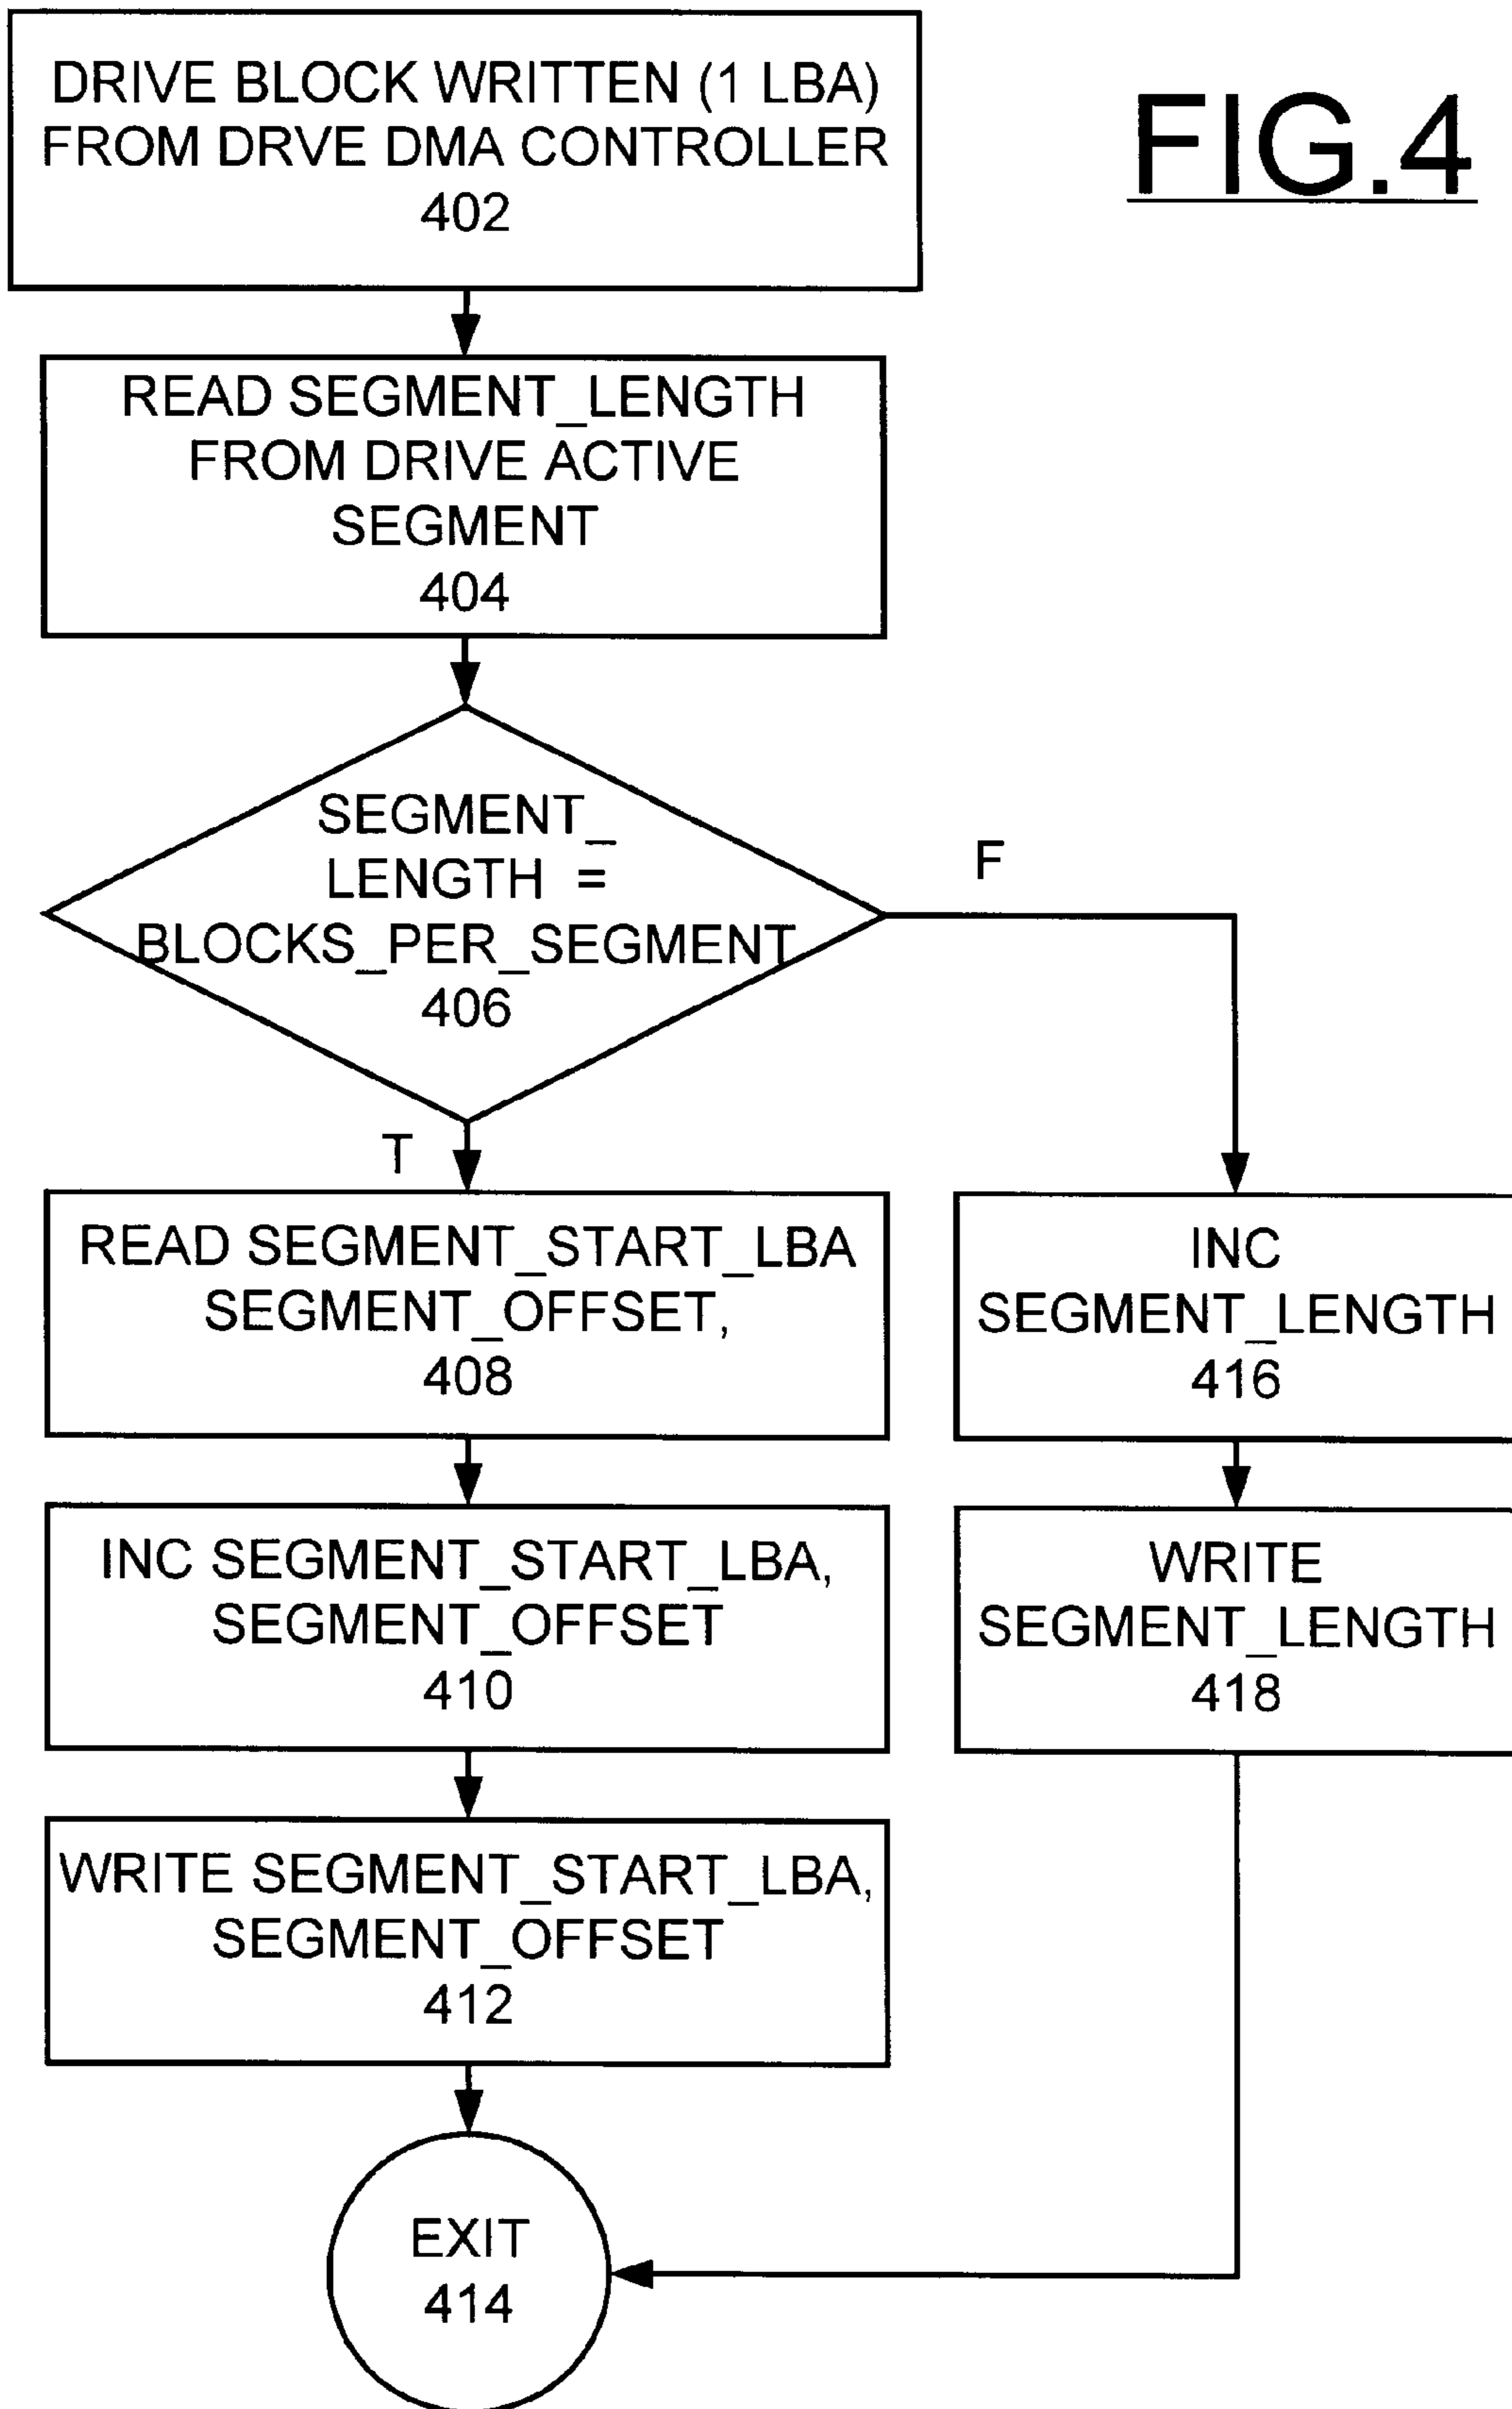 FIG.4
DRIVE BLOCK WRITTEN (1 LBA)
FROM DRVE DMA CONTROLLER
402
READ SEGMENT_LENGTH
FROM DRIVE ACTIVE
SEGMENT
404
SEGMENT_
LENGTH =
BLOCKS_PER_SEGMENT
406
F
T
READ SEGMENT_START_LBA
SEGMENT_OFFSET,
408
INC SEGMENT_START_LBA,
SEGMENT_OFFSET
410
WRITE SEGMENT_START_LBA,
SEGMENT_OFFSET
412
INC
SEGMENT_LENGTH
416
WRITE
SEGMENT_LENGTH
418
EXIT
414